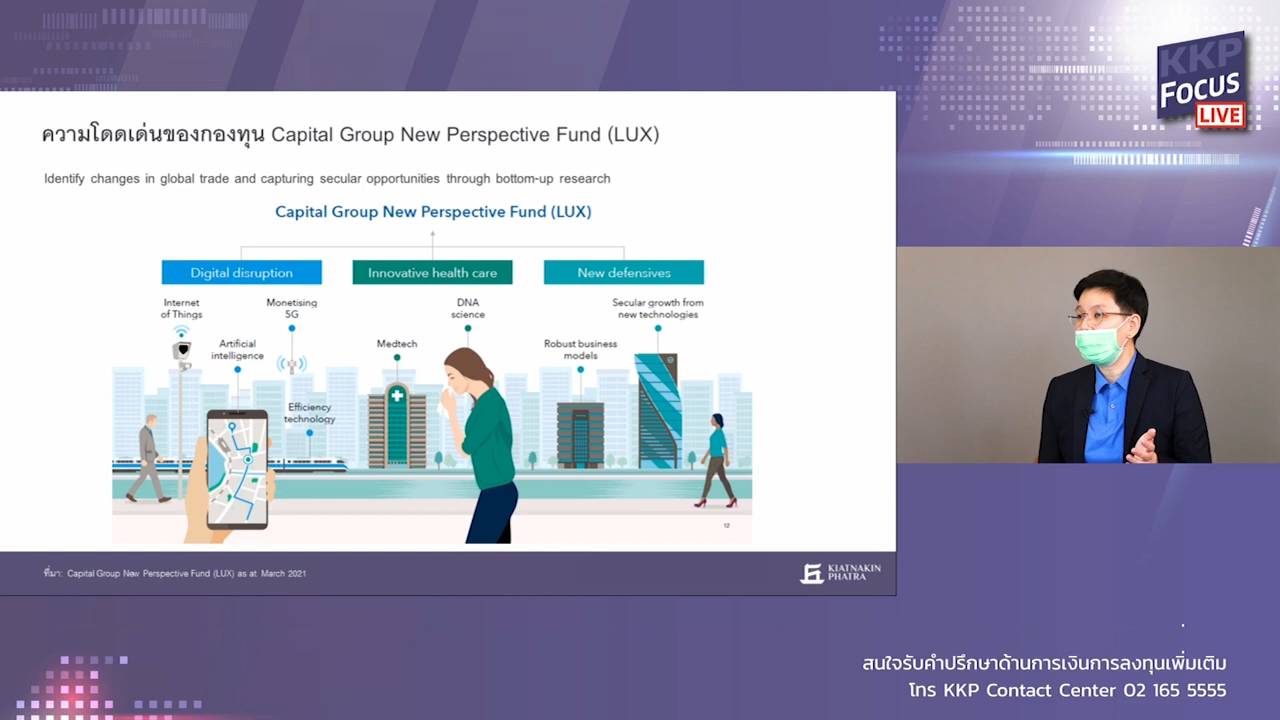 KKP
FOCUS
LIVE
ความโดดเด่นของกองทุน Capital Group New Perspective Fund (LUX)
Identify changes in global trade and capturing secular opportunities through bottom-up research
Capital Group New Perspective Fund (LUX)
Digital disruption
Innovative health care
New defensives
Internet
of Things
Monetising
5G
DNA
science
Secular growth from
new technologies
Artificial
intelligence
Medtech
Robust business
models
Efficiency
technology
12
ที่มา: Capital Group New Perspective Fund (LUX) as at March 2021
KIATNAKIN
PHATRA
สนใจรับคำปรึกษาด้านการเงินการลงทุนเพิ่มเติม
โทร KKP Contact Center 02 165 5555